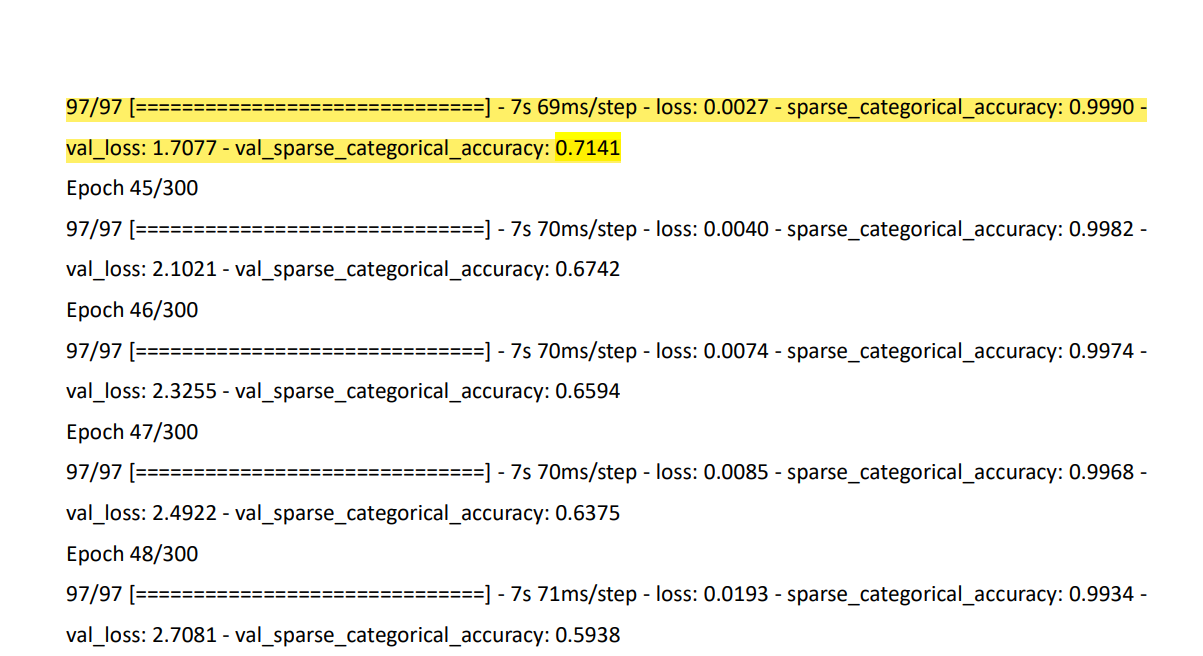 97/97 [==============================] - 7s 69ms/step - loss: 0.0027 - sparse_categorical_accuracy: 0.9990 -
val_loss: 1.7077 - val_sparse_categorical_accuracy: 0.7141
Epoch 45/300
97/97 [==============================] - 7s 70ms/step - loss: 0.0040 - sparse_categorical_accuracy: 0.9982 -
val_loss: 2.1021 - val_sparse_categorical_accuracy: 0.6742
Epoch 46/300
97/97 [==============================] - 7s 70ms/step - loss: 0.0074 - sparse_categorical_accuracy: 0.9974 -
val_loss: 2.3255 - val_sparse_categorical_accuracy: 0.6594
Epoch 47/300
97/97 [==============================] - 7s 70ms/step - loss: 0.0085 - sparse_categorical_accuracy: 0.9968 -
val_loss: 2.4922 - val_sparse_categorical_accuracy: 0.6375
Epoch 48/300
97/97 [==============================] - 7s 71ms/step - loss: 0.0193 - sparse_categorical_accuracy: 0.9934 -
val_loss: 2.7081 - val_sparse_categorical_accuracy: 0.5938